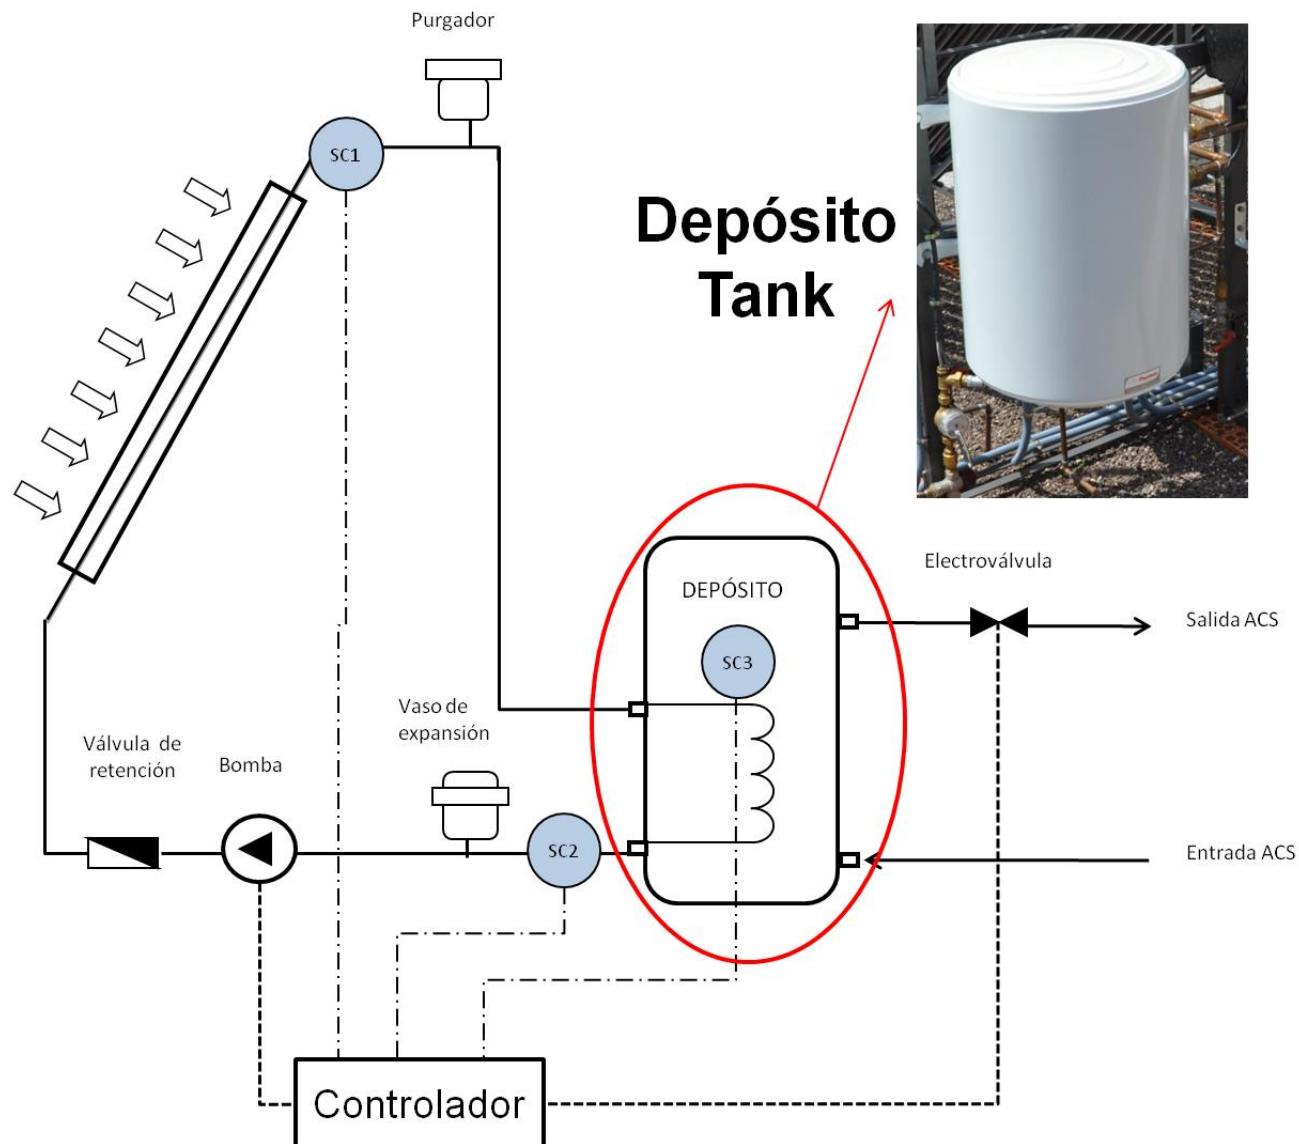 Purgador
SC1
Depósito
Tank
Electroválvula
DEPÓSITO
Salida ACS
SC3
Vaso de
expansión
Válvula de
retención
Bomba
SC2
Entrada ACS
Controlador